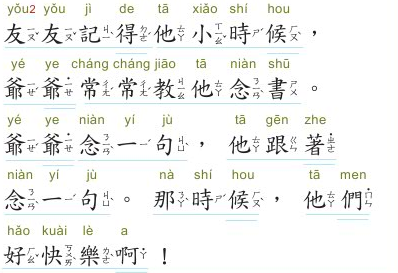 yǒu2 yǒu jì de tā xiǎo shí hou
友友記得他小時候，
yé ye cháng cháng jiāo tā niàn shū
爺爺常常教他念書。
yé ye niàn yí jù tā gēn zhe
爺爺念一句，他跟著
niàn yí jù nà shí hou tā men
念一句。那時候，他們
hǎo kuài lè a
好快樂啊！